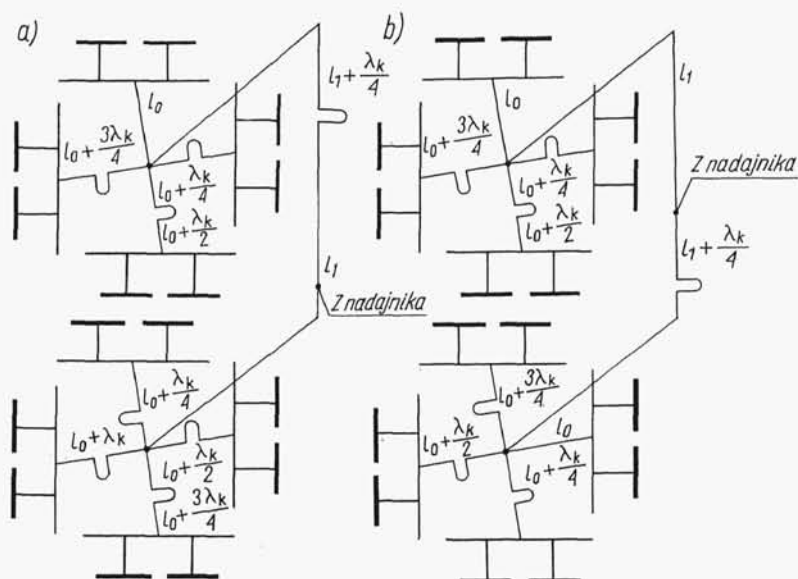 a)
l₀
l₁ + λₖ/4
l₀ + 3λₖ/4
l₀ + λₖ/4
l₀ + λₖ/2
l₁
Z nadajnika
l₀ + λₖ/4
l₀ + λₖ
l₀ + λₖ/2
l₀ + 3λₖ/4
b)
l₀
l₁
l₀ + 3λₖ/4
l₀ + λₖ/4
l₀ + λₖ/2
Z nadajnika
l₁ + λₖ/4
l₀ + 3λₖ/4
l₀ + λₖ/2
l₀
l₀ + λₖ/4